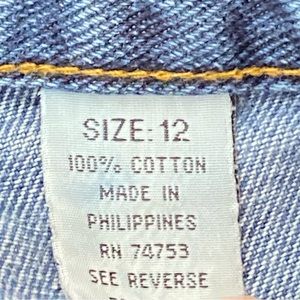 SIZE: 12
100% COTTON
MADE IN
PHILIPPINES
RN 74753
SEE REVERSE